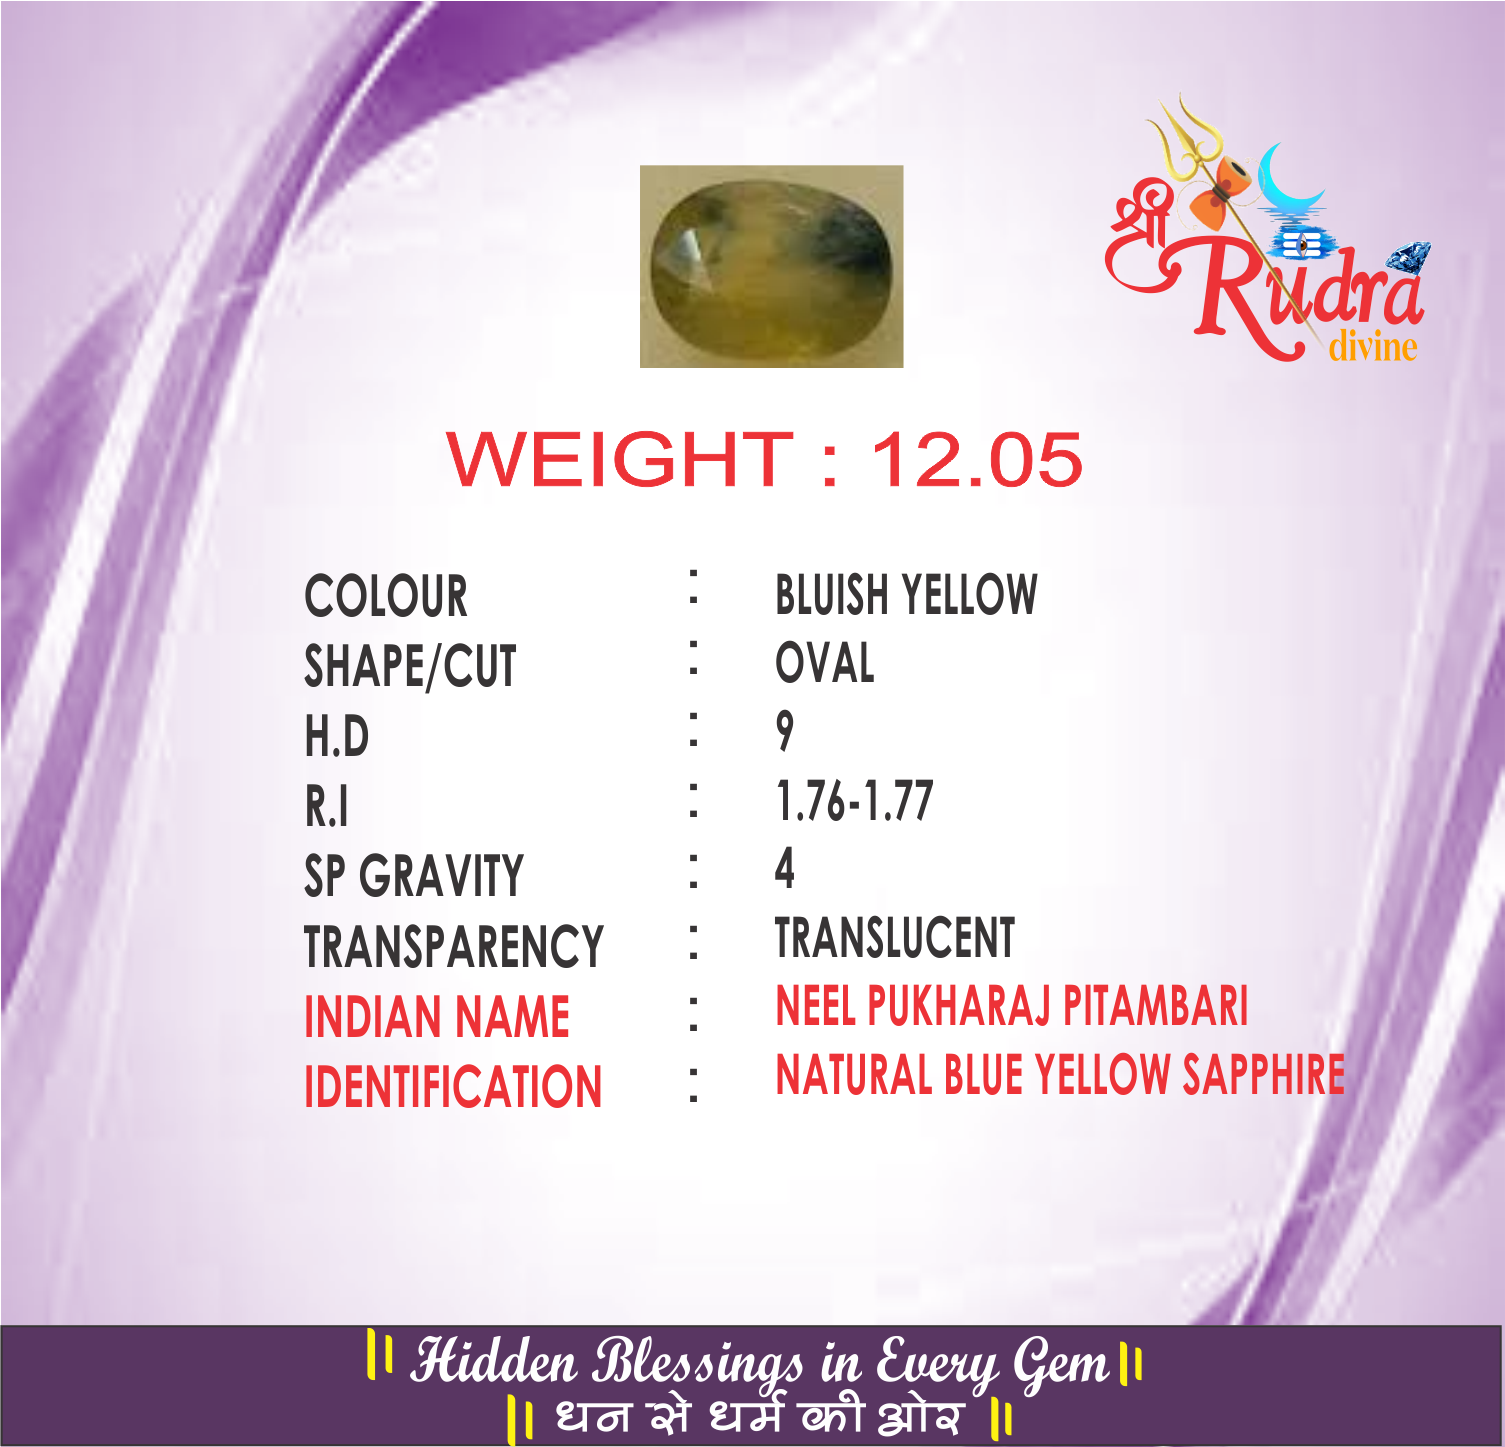 श्री Rudra
divine
WEIGHT : 12.05
COLOUR : BLUISH YELLOW
SHAPE/CUT : OVAL
H.D : 9
R.I : 1.76-1.77
SP GRAVITY : 4
TRANSPARENCY : TRANSLUCENT
INDIAN NAME : NEEL PUKHARAJ PITAMBARI
IDENTIFICATION : NATURAL BLUE YELLOW SAPPHIRE
॥ Hidden Blessings in Every Gem ॥
॥ धन से धर्म की ओर ॥